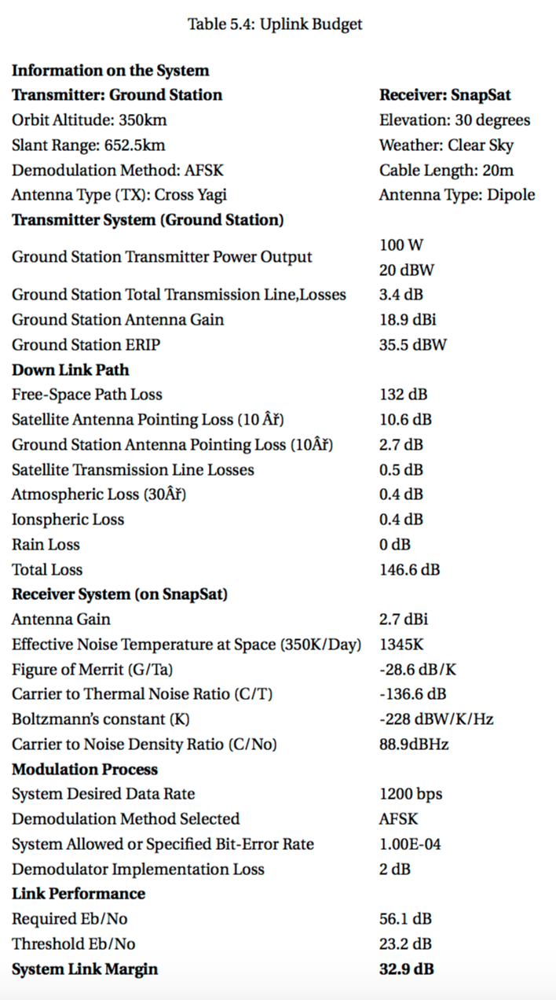 Table 5.4: Uplink Budget
Information on the System
Transmitter: Ground Station Receiver: SnapSat
Orbit Altitude: 350km Elevation: 30 degrees
Slant Range: 652.5km Weather: Clear Sky
Demodulation Method: AFSK Cable Length: 20m
Antenna Type (TX): Cross Yagi Antenna Type: Dipole
Transmitter System (Ground Station)
Ground Station Transmitter Power Output 100 W
20 dBW
Ground Station Total Transmission Line,Losses 3.4 dB
Ground Station Antenna Gain 18.9 dBi
Ground Station ERIP 35.5 dBW
Down Link Path
Free-Space Path Loss 132 dB
Satellite Antenna Pointing Loss (10 Âř) 10.6 dB
Ground Station Antenna Pointing Loss (10Âř) 2.7 dB
Satellite Transmission Line Losses 0.5 dB
Atmospheric Loss (30Âř) 0.4 dB
Ionspheric Loss 0.4 dB
Rain Loss 0 dB
Total Loss 146.6 dB
Receiver System (on SnapSat)
Antenna Gain 2.7 dBi
Effective Noise Temperature at Space (350K/Day) 1345K
Figure of Merrit (G/Ta) -28.6 dB/K
Carrier to Thermal Noise Ratio (C/T) -136.6 dB
Boltzmann's constant (K) -228 dBW/K/Hz
Carrier to Noise Density Ratio (C/No) 88.9dBHz
Modulation Process
System Desired Data Rate 1200 bps
Demodulation Method Selected AFSK
System Allowed or Specified Bit-Error Rate 1.00E-04
Demodulator Implementation Loss 2 dB
Link Performance
Required Eb/No 56.1 dB
Threshold Eb/No 23.2 dB
System Link Margin 32.9 dB